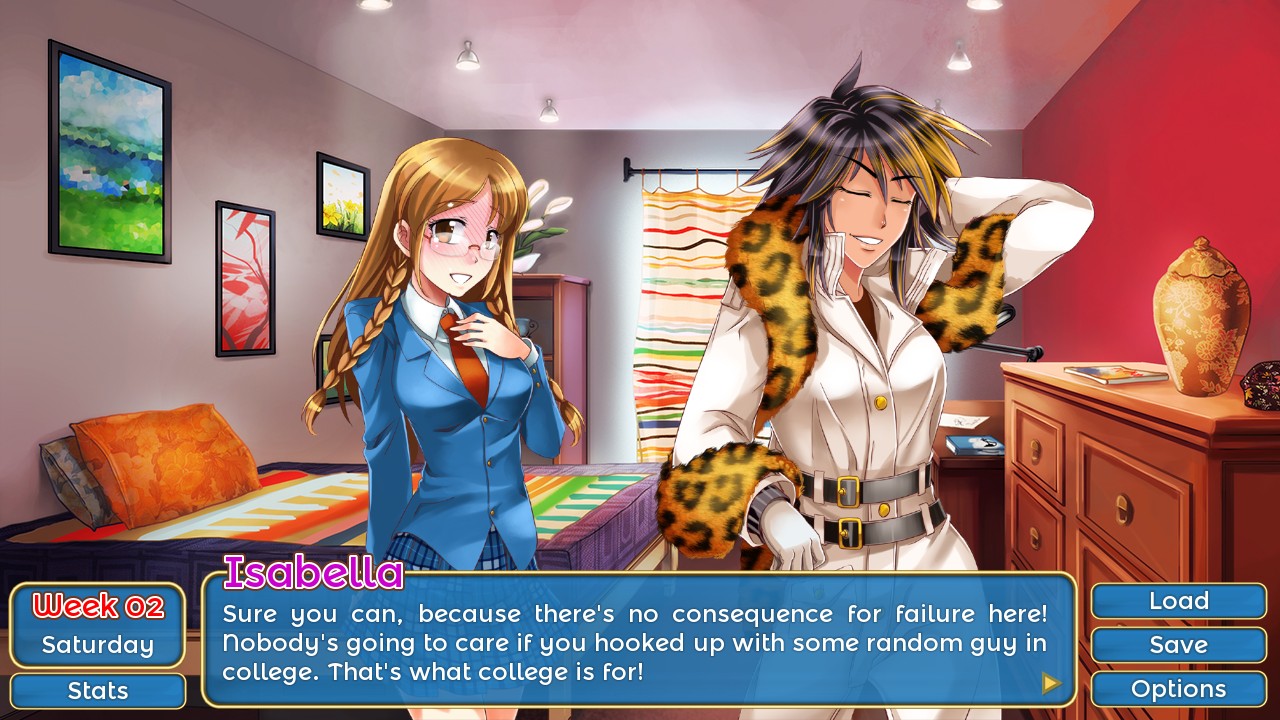 Isabella
Sure you can, because there's no consequence for failure here!
Nobody's going to care if you hooked up with some random guy in
college. That's what college is for!
Week 02
Saturday
Stats
Load
Save
Options